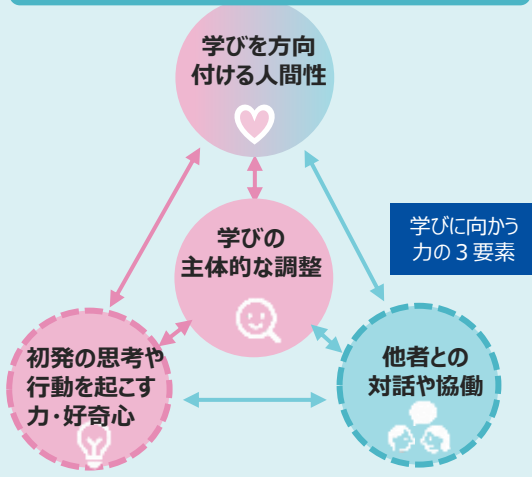 学びを方向
付ける人間性
学びに向かう
力の3要素
学びの
主体的な調整
初発の思考や
行動を起こす
力・好奇心
他者との
対話や協働